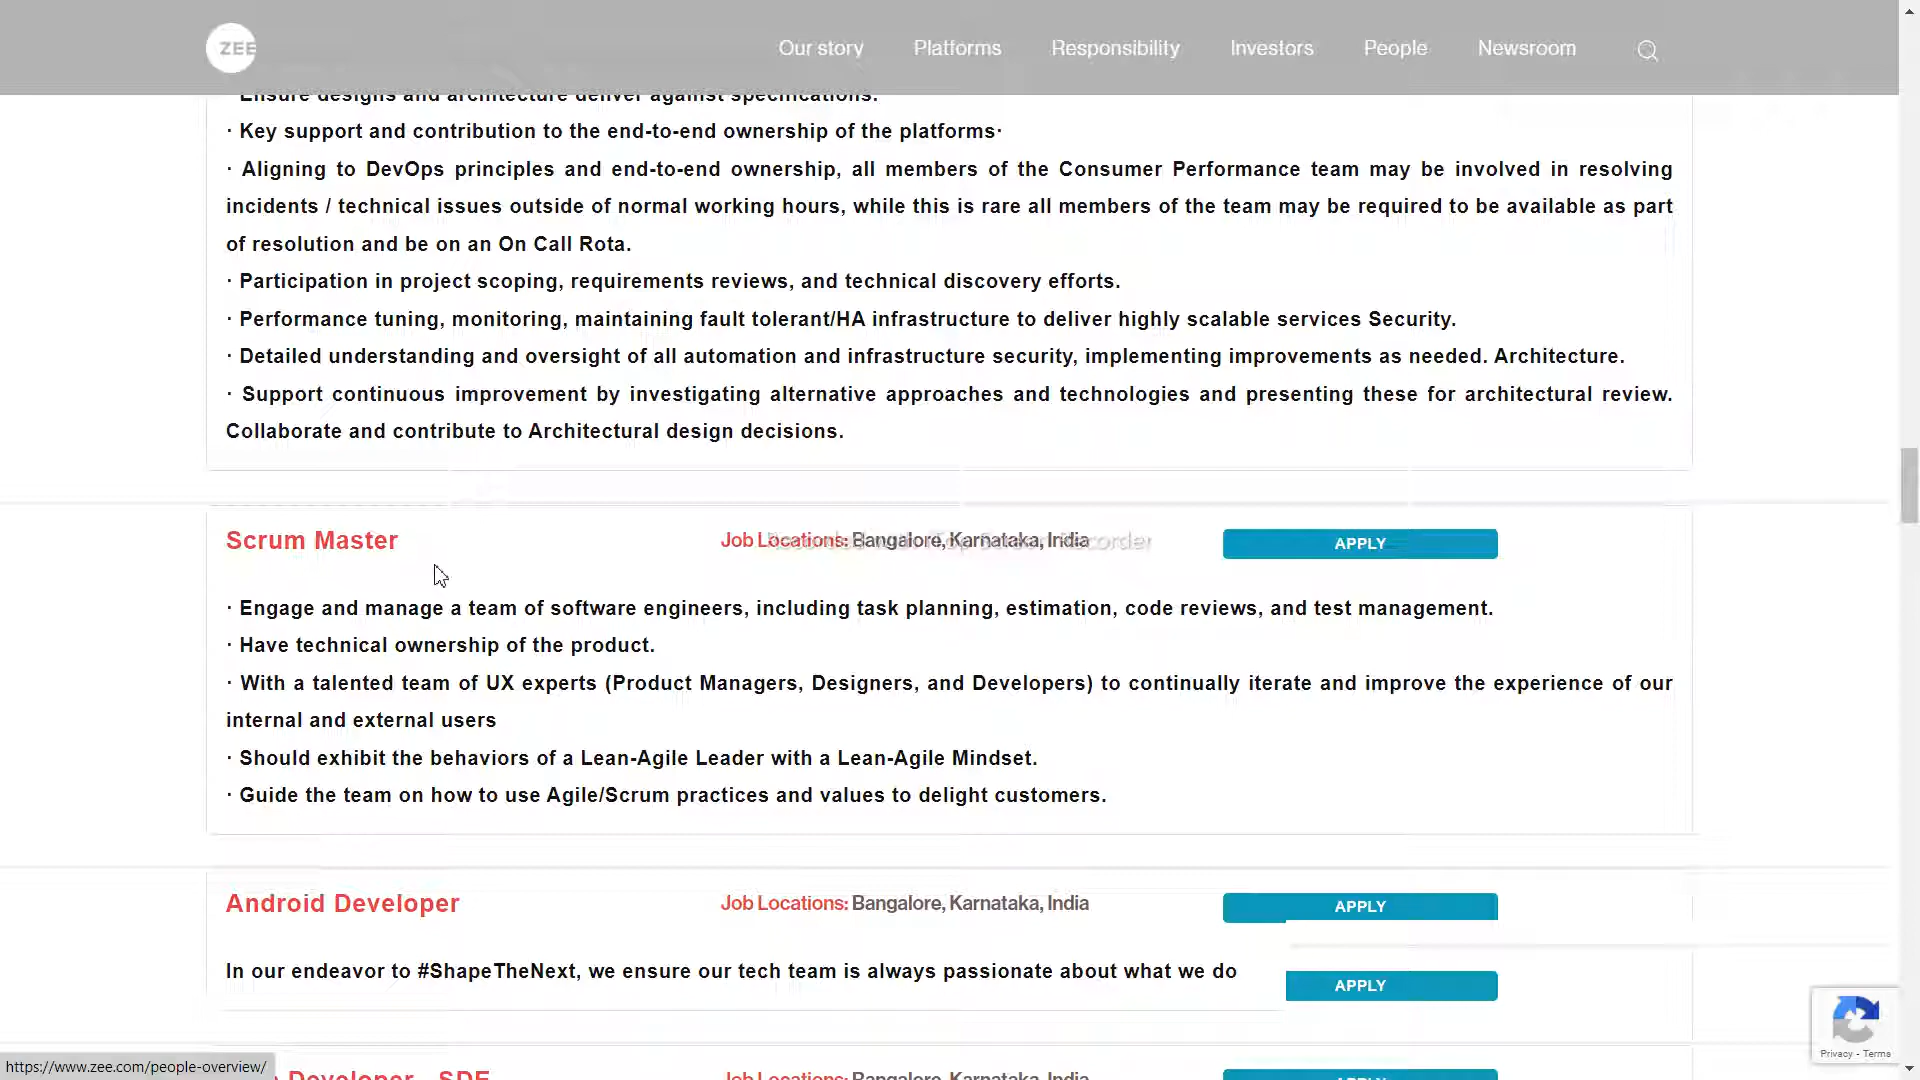 ZEE
Our story Platforms Responsibility Investors People Newsroom
· Ensure designs and architecture deliver against specifications.
· Key support and contribution to the end-to-end ownership of the platforms·
· Aligning to DevOps principles and end-to-end ownership, all members of the Consumer Performance team may be involved in resolving
incidents / technical issues outside of normal working hours, while this is rare all members of the team may be required to be available as part
of resolution and be on an On Call Rota.
· Participation in project scoping, requirements reviews, and technical discovery efforts.
· Performance tuning, monitoring, maintaining fault tolerant/HA infrastructure to deliver highly scalable services Security.
· Detailed understanding and oversight of all automation and infrastructure security, implementing improvements as needed. Architecture.
· Support continuous improvement by investigating alternative approaches and technologies and presenting these for architectural review.
Collaborate and contribute to Architectural design decisions.
Scrum Master Job Locations: Bangalore, Karnataka, India APPLY
Screen Recorder
· Engage and manage a team of software engineers, including task planning, estimation, code reviews, and test management.
· Have technical ownership of the product.
· With a talented team of UX experts (Product Managers, Designers, and Developers) to continually iterate and improve the experience of our
internal and external users
· Should exhibit the behaviors of a Lean-Agile Leader with a Lean-Agile Mindset.
· Guide the team on how to use Agile/Scrum practices and values to delight customers.
Android Developer Job Locations: Bangalore, Karnataka, India APPLY
In our endeavor to #ShapeTheNext, we ensure our tech team is always passionate about what we do
APPLY
Privacy - Terms
https://www.zee.com/people-overview/
Developer - SDE Job Locations: Bangalore, Karnataka, India APPLY